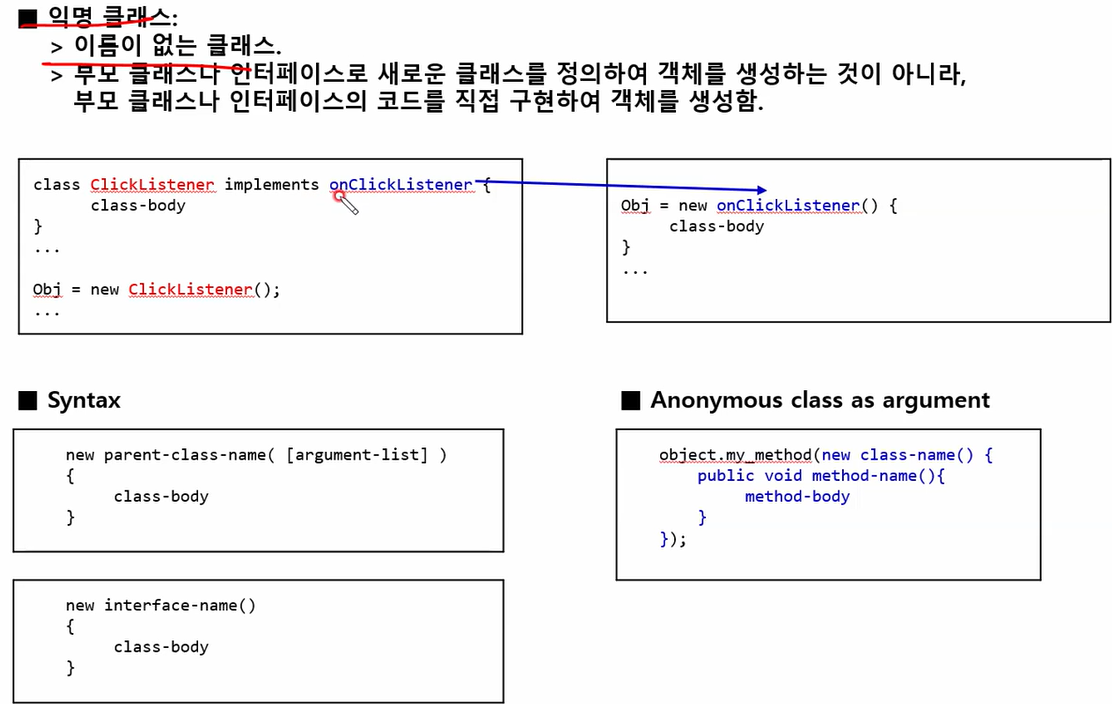 ■ 익명 클래스:
> 이름이 없는 클래스.
> 부모 클래스나 인터페이스로 새로운 클래스를 정의하여 객체를 생성하는 것이 아니라,
부모 클래스나 인터페이스의 코드를 직접 구현하여 객체를 생성함.
class ClickListener implements onClickListener {
class-body
}
...
Obj = new ClickListener();
...
Obj = new onClickListener() {
class-body
}
...
■ Syntax
new parent-class-name( [argument-list] )
{
class-body
}
new interface-name()
{
class-body
}
■ Anonymous class as argument
object.my_method(new class-name() {
public void method-name(){
method-body
}
});